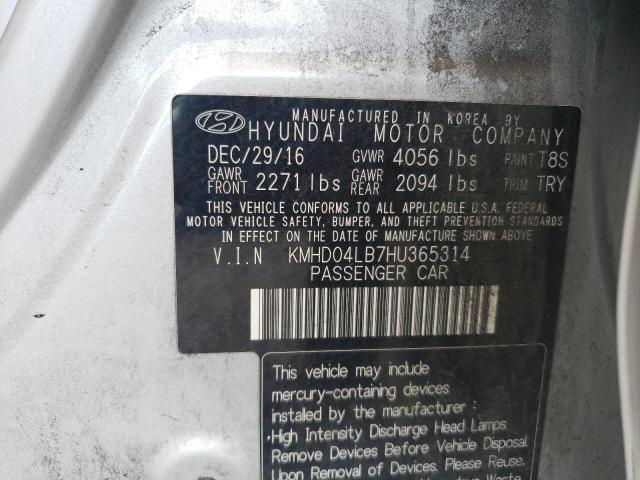 MANUFACTURED IN KOREA BY
HYUNDAI MOTOR COMPANY
DEC/29/16 GVWR 4056 lbs PAINT T8S
GAWR FRONT 2271 lbs GAWR REAR 2094 lbs TRIM TRY
THIS VEHICLE CONFORMS TO ALL APPLICABLE U.S.A. FEDERAL
MOTOR VEHICLE SAFETY, BUMPER, AND THEFT PREVENTION STANDARDS
IN EFFECT ON THE DATE OF MANUFACTURE SHOWN ABOVE.
V.I.N KMHD04LB7HU365314
PASSENGER CAR
This vehicle may include
mercury-containing devices
installed by the manufacturer :
•High Intensity Discharge Head Lamps
Remove Devices Before Vehicle Disposal
Upon Removal of Devices. Please Reuse,
Waste